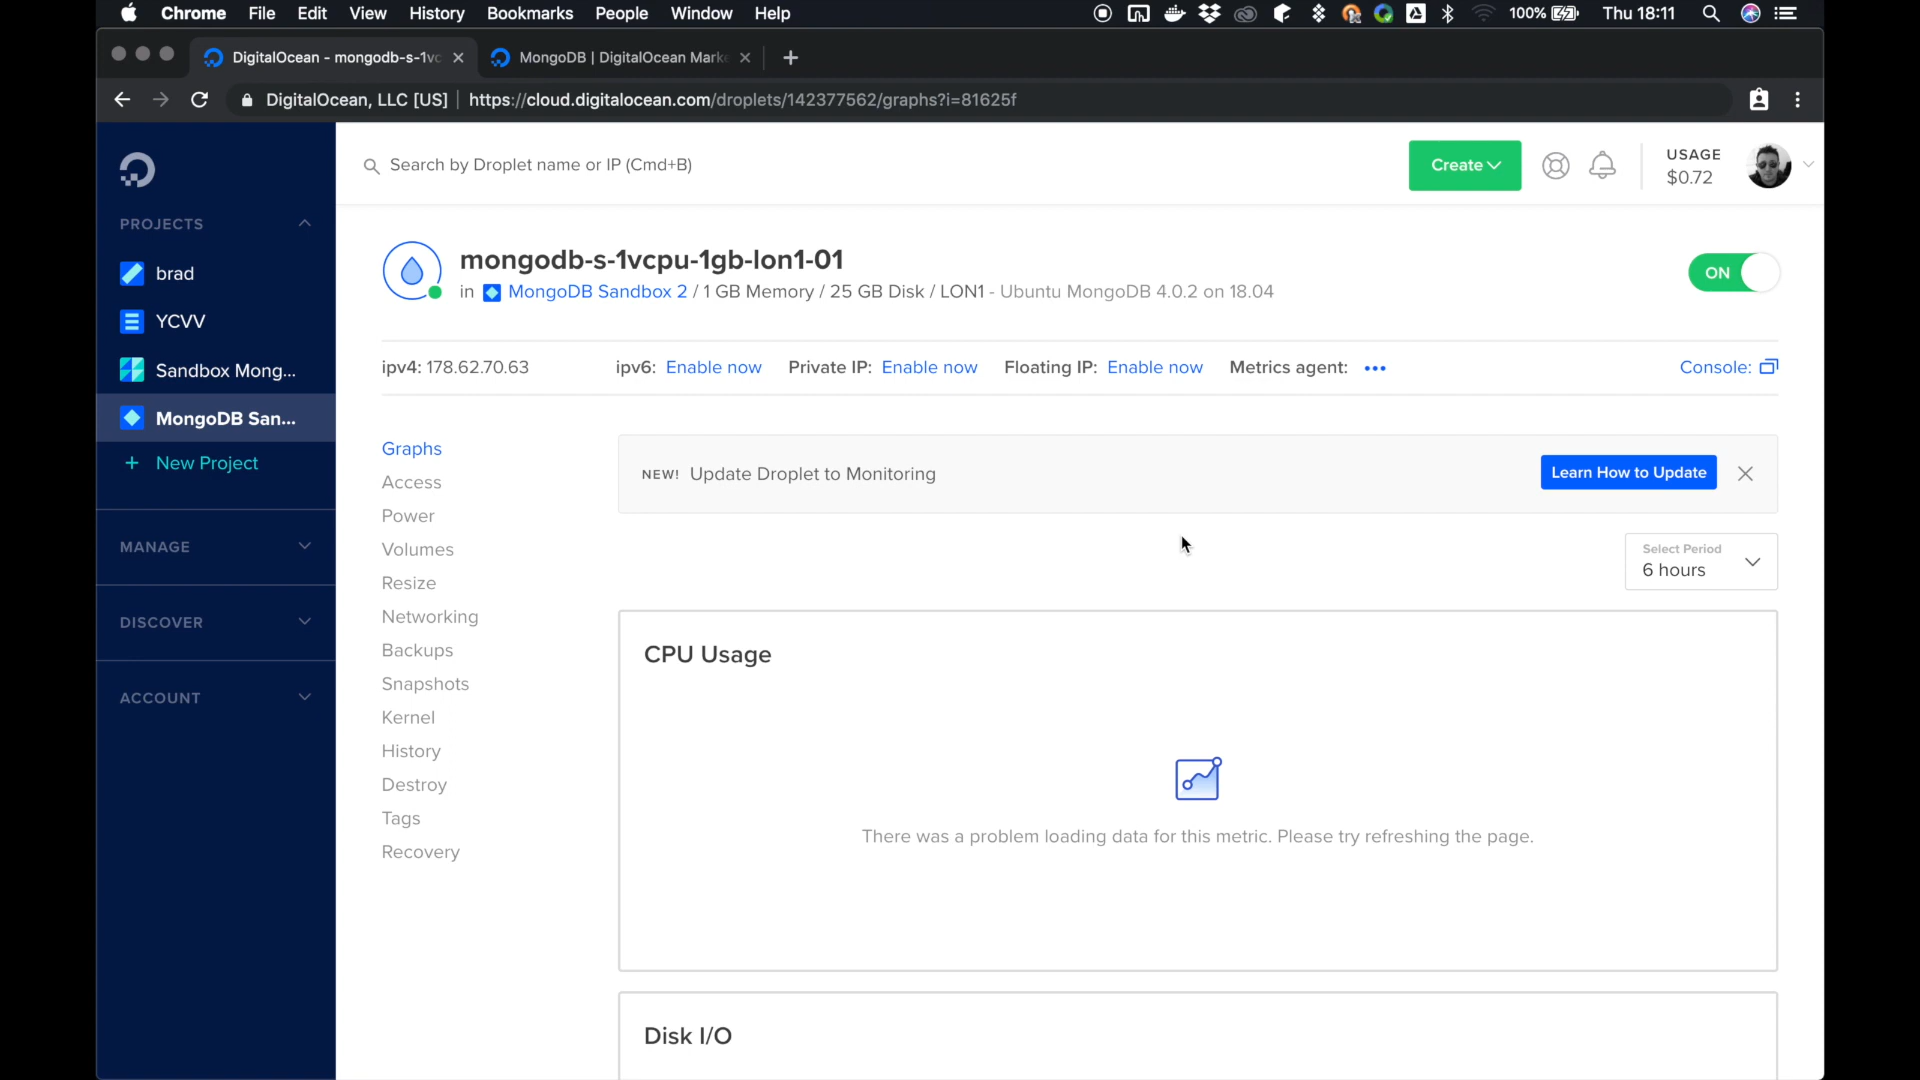 Chrome File Edit View History Bookmarks People Window Help 100% Thu 18:11
DigitalOcean - mongodb-s-1vc MongoDB | DigitalOcean Marke
DigitalOcean, LLC [US] https://cloud.digitalocean.com/droplets/142377562/graphs?i=81625f
Search by Droplet name or IP (Cmd+B)
Create
USAGE
$0.72
PROJECTS
brad
YCVV
Sandbox Mong...
MongoDB San...
+ New Project
MANAGE
DISCOVER
ACCOUNT
mongodb-s-1vcpu-1gb-lon1-01
in MongoDB Sandbox 2 / 1 GB Memory / 25 GB Disk / LON1 - Ubuntu MongoDB 4.0.2 on 18.04
ON
ipv4: 178.62.70.63 ipv6: Enable now Private IP: Enable now Floating IP: Enable now Metrics agent: ••• Console:
Graphs
Access
Power
Volumes
Resize
Networking
Backups
Snapshots
Kernel
History
Destroy
Tags
Recovery
NEW! Update Droplet to Monitoring
Learn How to Update
Select Period
6 hours
CPU Usage
There was a problem loading data for this metric. Please try refreshing the page.
Disk I/O